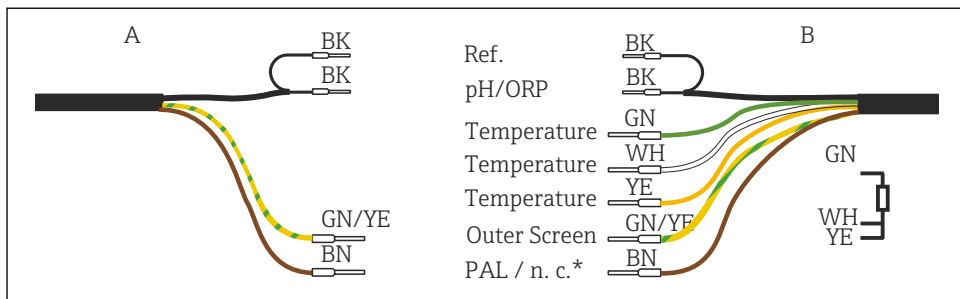 A
B
BK
Ref.
BK
BK
pH/ORP
BK
Temperature
GN
Temperature
WH
GN
Temperature
YE
GN/YE
Outer Screen
GN/YE
WH
YE
BN
PAL / n. c.*
BN